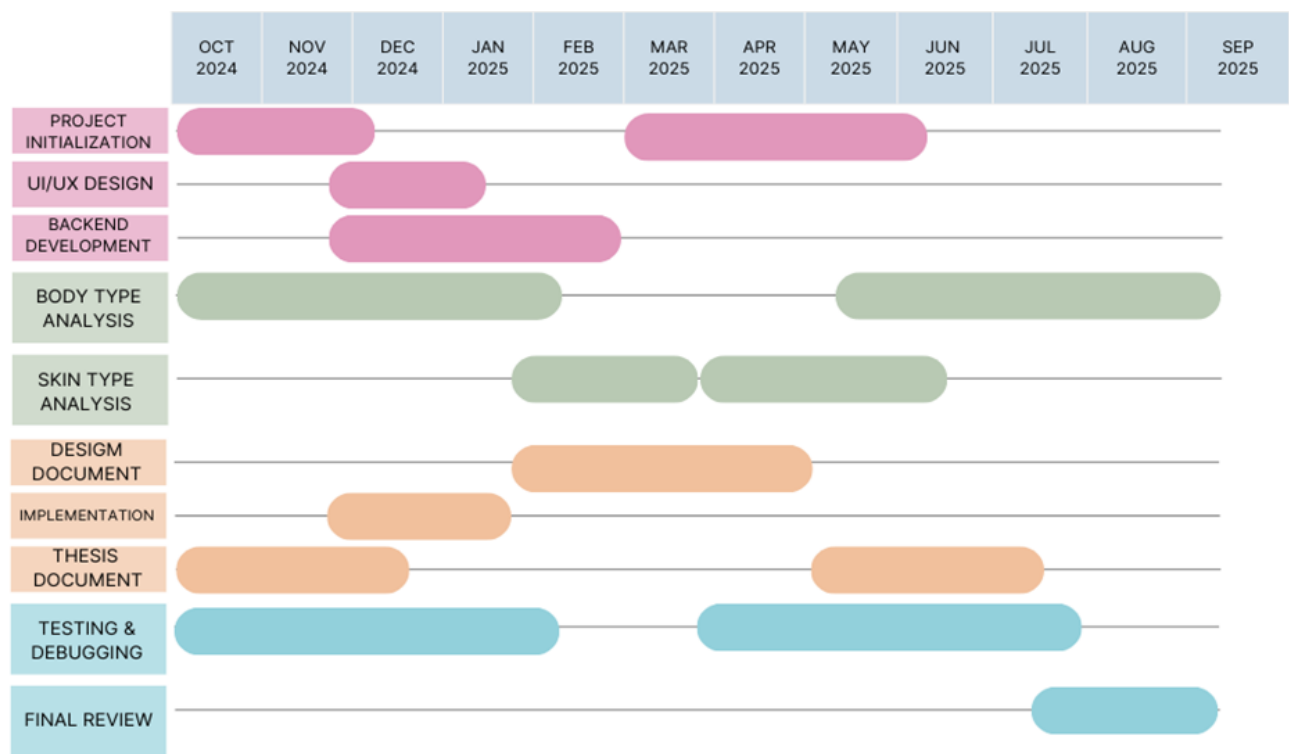 OCT NOV DEC JAN FEB MAR APR MAY JUN JUL AUG SEP
2024 2024 2024 2025 2025 2025 2025 2025 2025 2025 2025 2025
PROJECT
INITIALIZATION
UI/UX DESIGN
BACKEND
DEVELOPMENT
BODY TYPE
ANALYSIS
SKIN TYPE
ANALYSIS
DESIGM
DOCUMENT
IMPLEMENTATION
THESIS
DOCUMENT
TESTING &
DEBUGGING
FINAL REVIEW